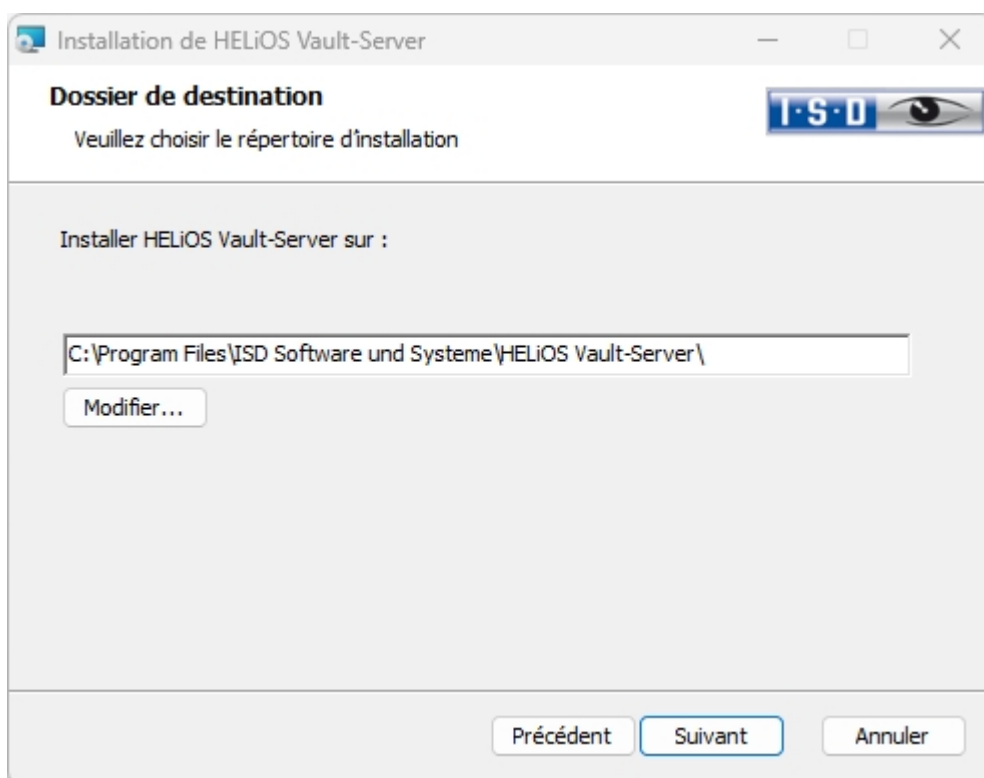 Installation de HELiOS Vault-Server
Dossier de destination
Veuillez choisir le répertoire d'installation
I·S·D
Installer HELiOS Vault-Server sur :
C:\Program Files\ISD Software und Systeme\HELiOS Vault-Server\
Modifier...
Précédent
Suivant
Annuler